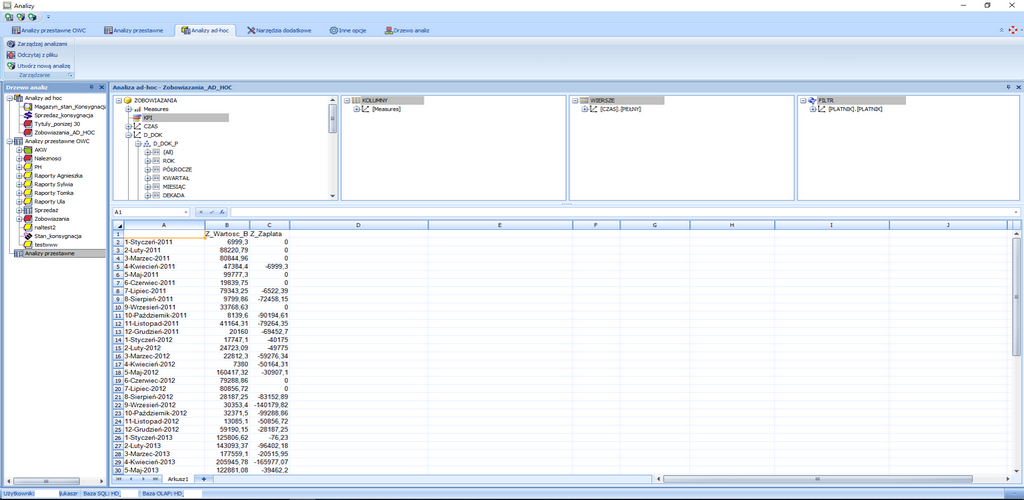 Analizy
Analizy przestawne OWC
Analizy przestawne
Analizy ad-hoc
Narzędzia dodatkowe
Inne opcje
Drzewo analiz
Zarządzaj analizami
Odczytaj z pliku
Utwórz nową analizę
Zarządzanie
Drzewo analiz
Analizy ad hoc
Magazyn_stan_Konsygnacja
Sprzedaz_konsygnacja
Tytuly_ponizej 30
Zobowiazania_AD_HOC
Analizy przestawne OWC
AKW
Naleznosci
PH
Raporty Agnieszka
Raporty Sylwia
Raporty Tomka
Raporty Ula
Sprzedaż
Zobowiazania
naltest2
Stan_konsygnacja
testwww
Analizy przestawne
Analiza ad-hoc - Zobowiazania_AD_HOC
ZOBOWIAZANIA
Measures
KPI
CZAS
D_DOK
D_DOK_P
(All)
ROK
PÓŁROCZE
KWARTAŁ
MIESIĄC
DEKADA
KOLUMNY
[Measures]
WIERSZE
[CZAS].[PEŁNY]
FILTR
[PLATNIK].[PLATNIK]
A1
A B C D E F G H I J
1 Z_Wartosc_B Z_Zaplata
2 1-Styczeń-2011 6999,3 0
3 2-Luty-2011 88220,79 0
4 3-Marzec-2011 80844,96 0
5 4-Kwiecień-2011 47384,4 -6999,3
6 5-Maj-2011 99777,3 0
7 6-Czerwiec-2011 19839,75 0
8 7-Lipiec-2011 79343,25 -6522,39
9 8-Sierpień-2011 9799,86 -72458,15
10 9-Wrzesień-2011 33768,63 0
11 10-Październik-2011 8139,6 -90194,61
12 11-Listopad-2011 41164,31 -79264,35
13 12-Grudzień-2011 20160 -69452,7
14 1-Styczeń-2012 17747,1 -40175
15 2-Luty-2012 24723,09 -49775
16 3-Marzec-2012 22812,3 -59276,34
17 4-Kwiecień-2012 7380 -50164,31
18 5-Maj-2012 160417,32 -30907,1
19 6-Czerwiec-2012 79288,86 0
20 7-Lipiec-2012 80856,72 0
21 8-Sierpień-2012 28187,25 -83152,89
22 9-Wrzesień-2012 30353,4 -140179,82
23 10-Październik-2012 32371,5 -99288,86
24 11-Listopad-2012 13085,1 -50856,72
25 12-Grudzień-2012 59190,15 -28187,25
26 1-Styczeń-2013 125806,62 -76,23
27 2-Luty-2013 143093,37 -96402,18
28 3-Marzec-2013 177559,1 -20515,95
29 4-Kwiecień-2013 205945,78 -165977,07
30 5-Maj-2013 122881,08 -39462,2
Arkusz1
Użytkownik: łukaszr Baza SQL: HD_ Baza OLAP: HD_